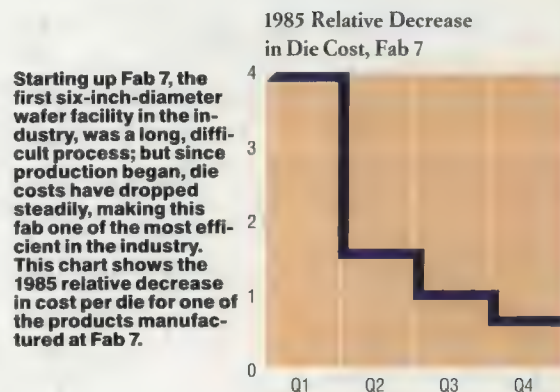 1985 Relative Decrease
in Die Cost, Fab 7
Starting up Fab 7, the
first six-inch-diameter
wafer facility in the in-
dustry, was a long, diffi-
cult process; but since
production began, die
costs have dropped
steadily, making this
fab one of the most effi-
cient in the industry.
This chart shows the
1985 relative decrease
in cost per die for one of
the products manufac-
tured at Fab 7.
4
3
2
1
0
Q1 Q2 Q3 Q4